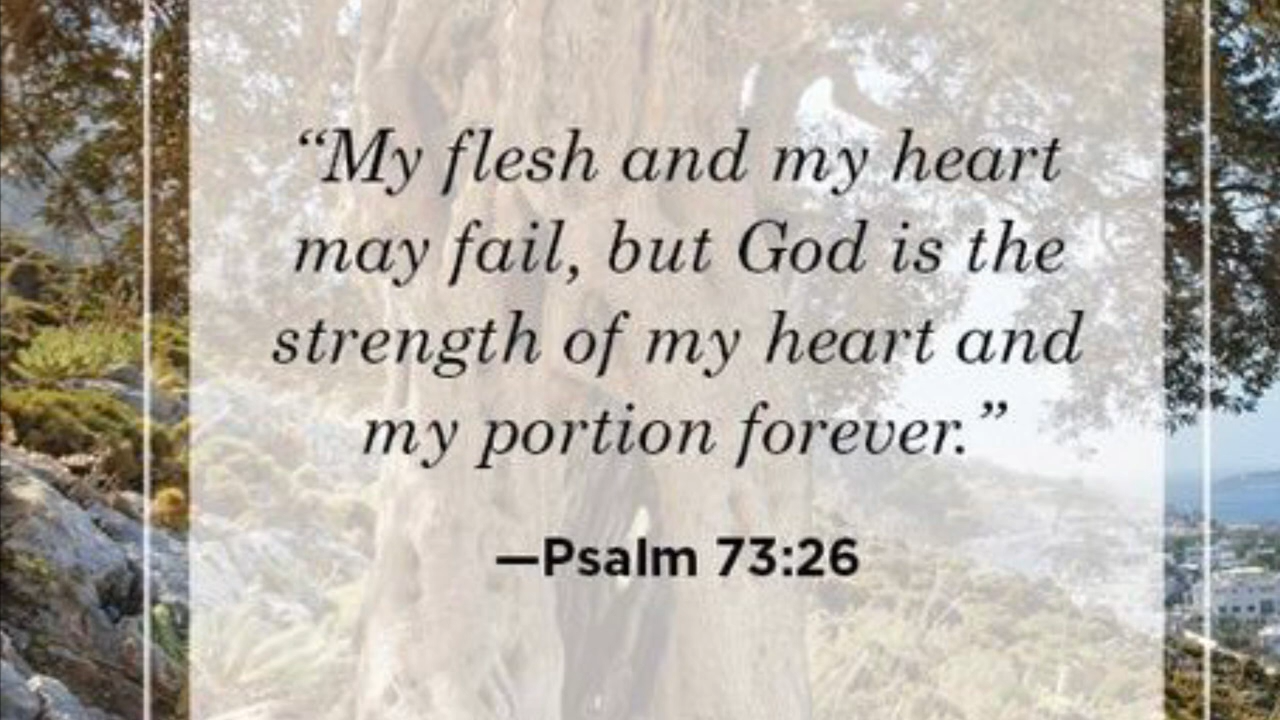 “My flesh and my heart
may fail, but God is the
strength of my heart and
my portion forever.”
—Psalm 73:26